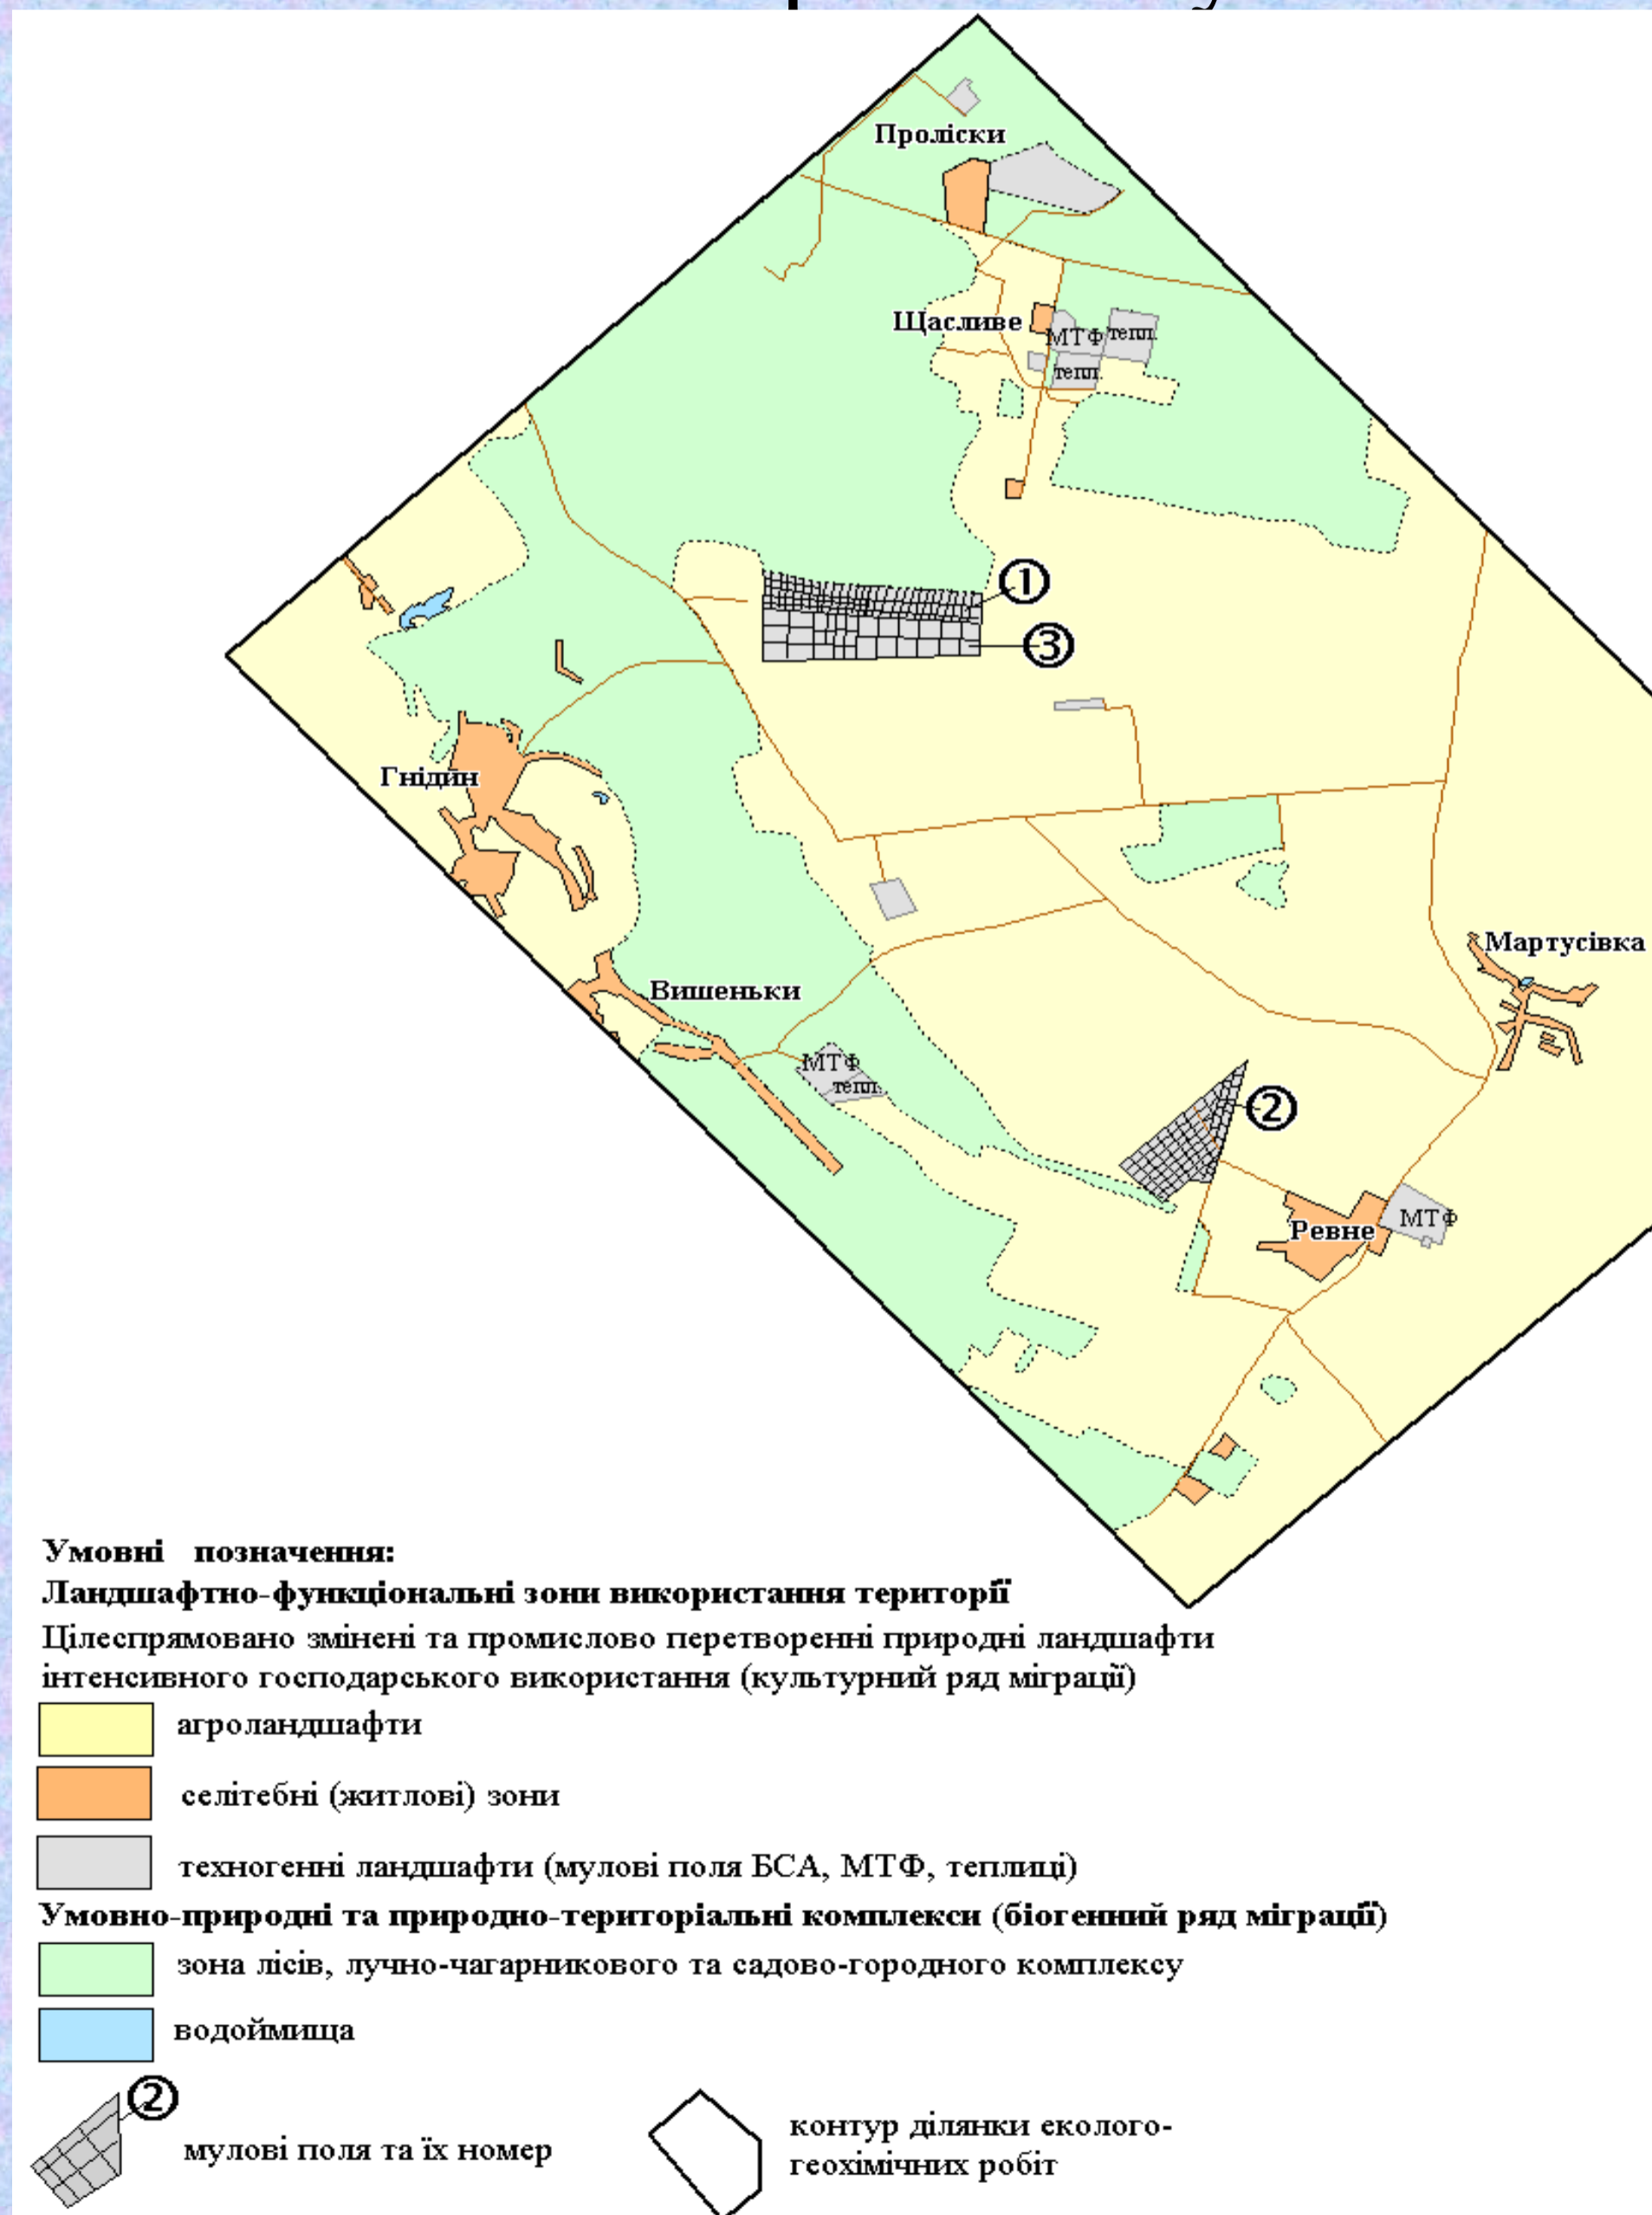 Проліски
Щасливе
МТФ
тепл.
тепл.
1
3
Гнідин
Мартусівка
Вишеньки
МТФ
тепл.
2
Ревне
МТФ
Умовні позначення:
Ландшафтно-функціональні зони використання території
Цілеспрямовано змінені та промислово перетворенні природні ландшафти
інтенсивного господарського використання (культурний ряд міграції)
агроландшафти
селітебні (житлові) зони
техногенні ландшафти (мулові поля БСА, МТФ, теплиці)
Умовно-природні та природно-територіальні комплекси (біогенний ряд міграції)
зона лісів, лучно-чагарникового та садово-городного комплексу
водоймища
2
мулові поля та їх номер
контур ділянки еколого-
геохімічних робіт